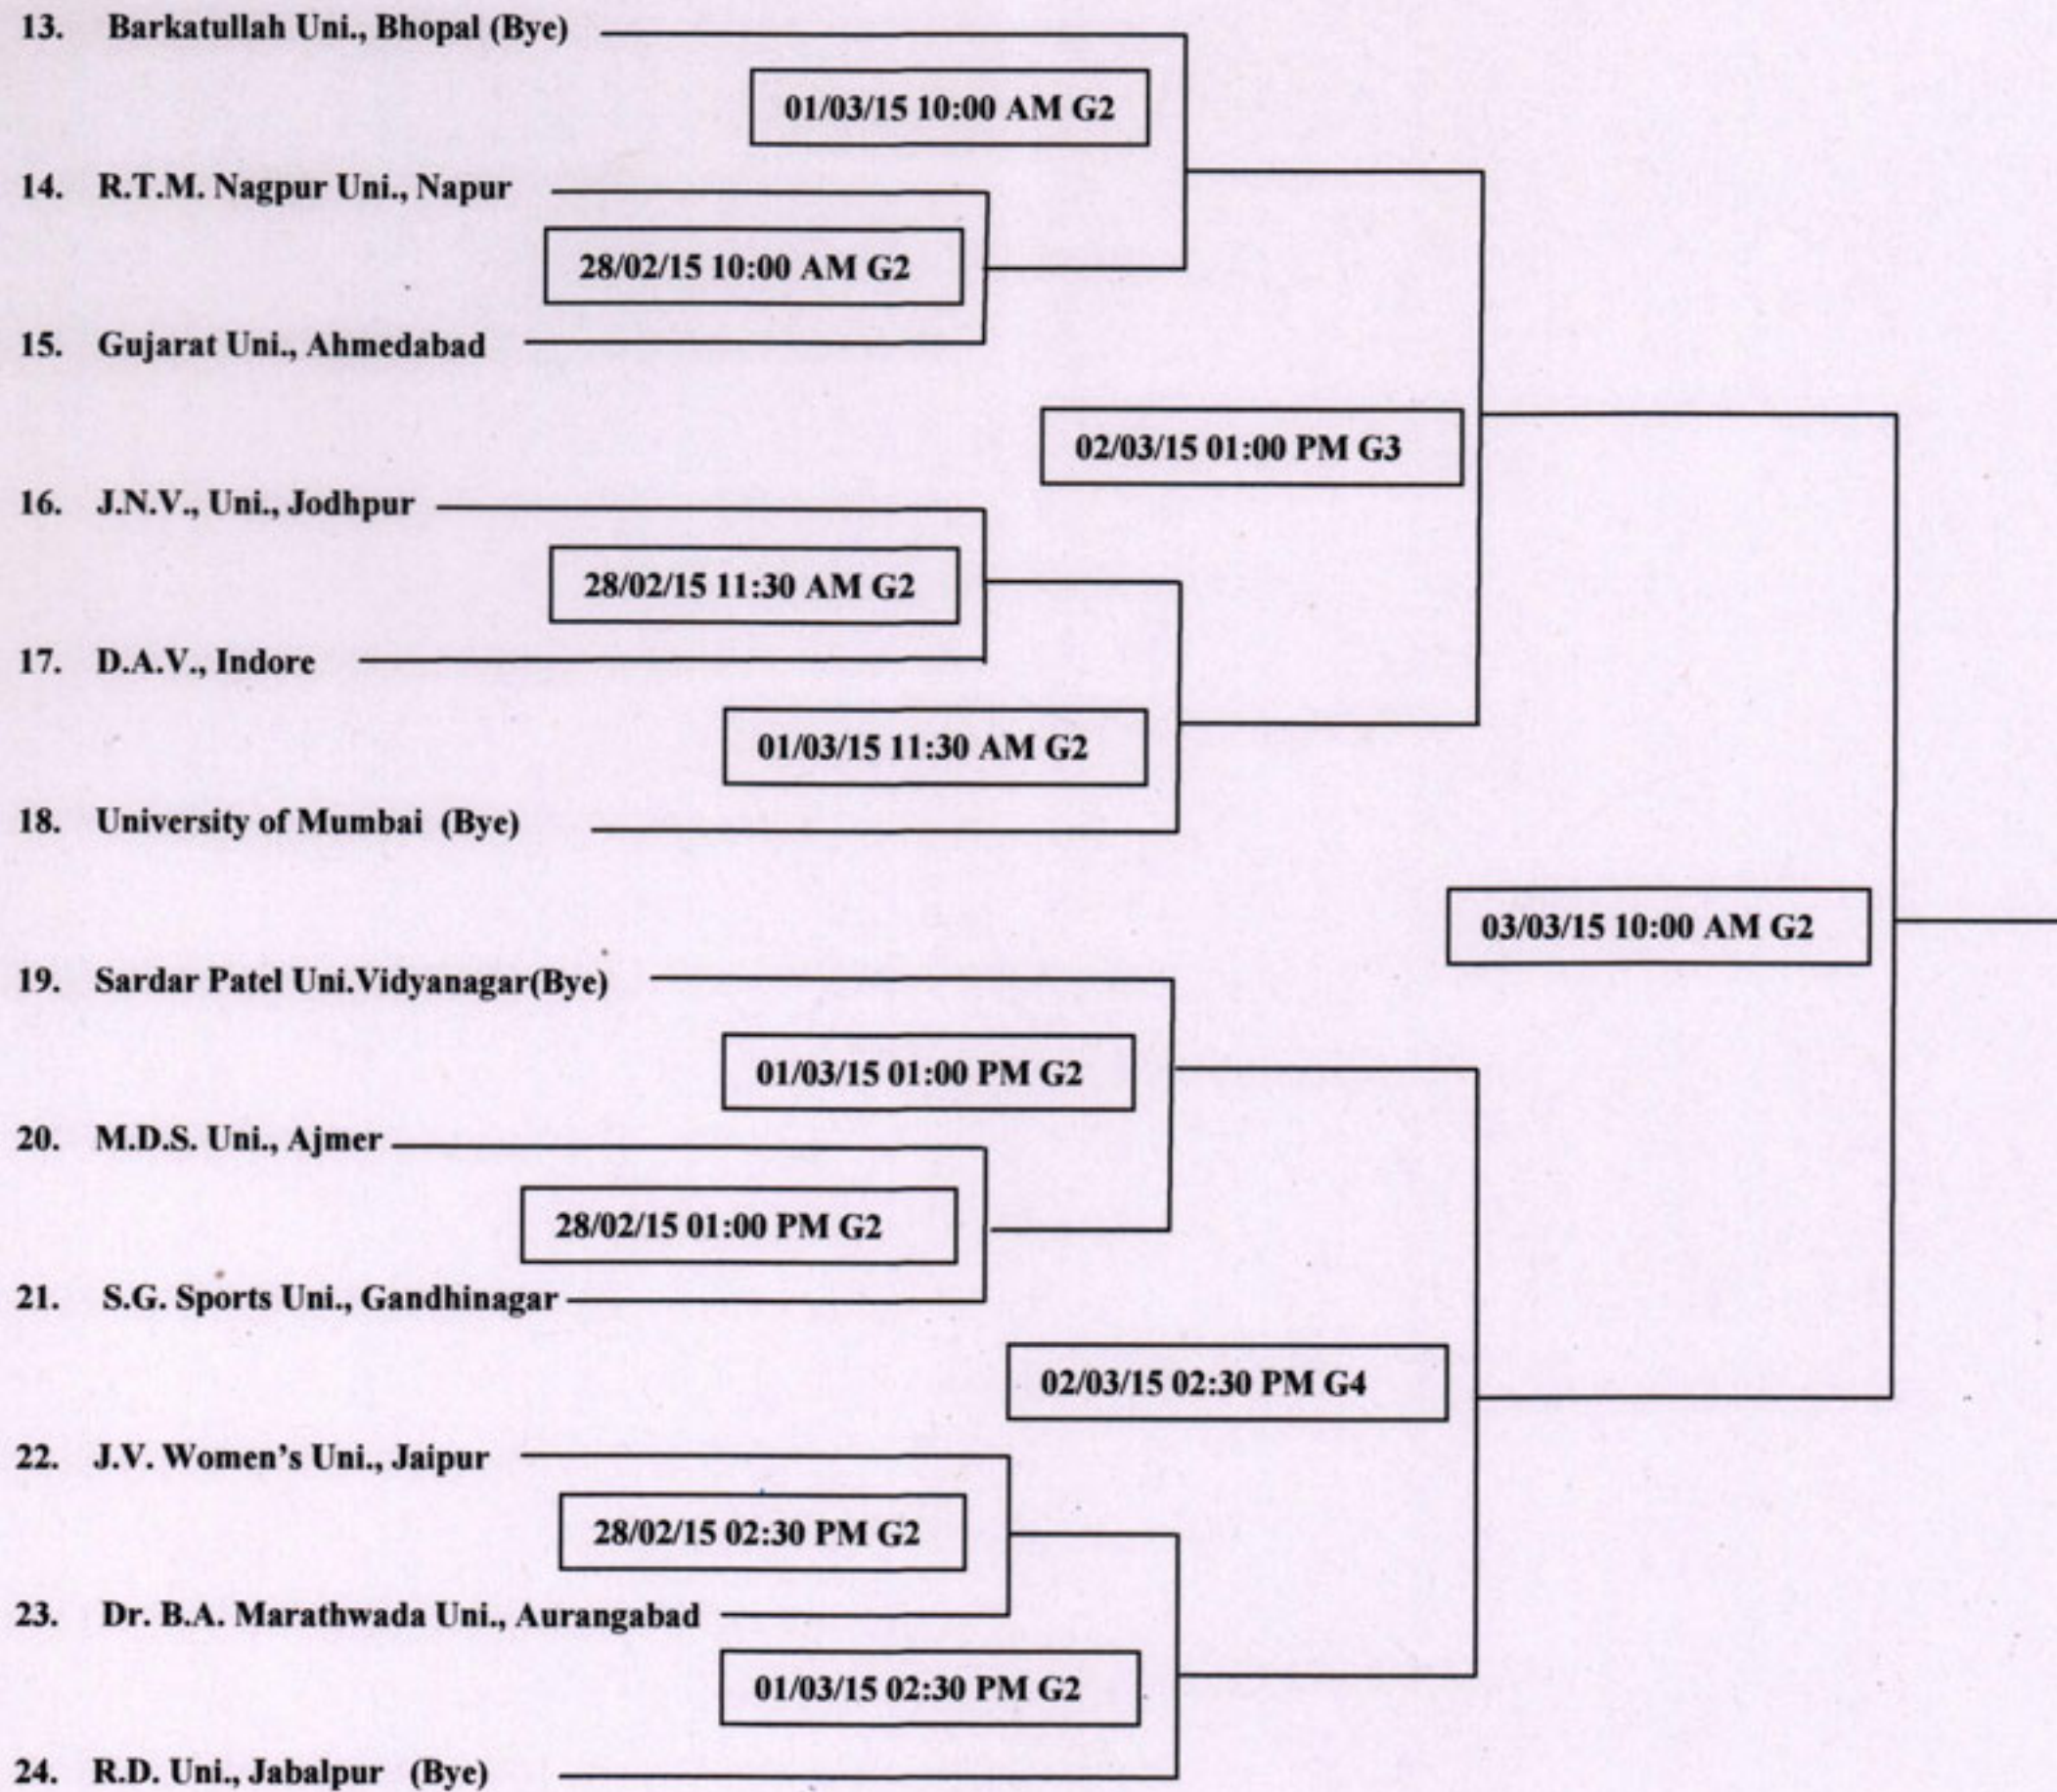 13. Barkatullah Uni., Bhopal (Bye)
01/03/15 10:00 AM G2
14. R.T.M. Nagpur Uni., Napur
28/02/15 10:00 AM G2
15. Gujarat Uni., Ahmedabad
02/03/15 01:00 PM G3
16. J.N.V., Uni., Jodhpur
28/02/15 11:30 AM G2
17. D.A.V., Indore
01/03/15 11:30 AM G2
18. University of Mumbai (Bye)
03/03/15 10:00 AM G2
19. Sardar Patel Uni.Vidyanagar(Bye)
01/03/15 01:00 PM G2
20. M.D.S. Uni., Ajmer
28/02/15 01:00 PM G2
21. S.G. Sports Uni., Gandhinagar
02/03/15 02:30 PM G4
22. J.V. Women's Uni., Jaipur
28/02/15 02:30 PM G2
23. Dr. B.A. Marathwada Uni., Aurangabad
01/03/15 02:30 PM G2
24. R.D. Uni., Jabalpur (Bye)